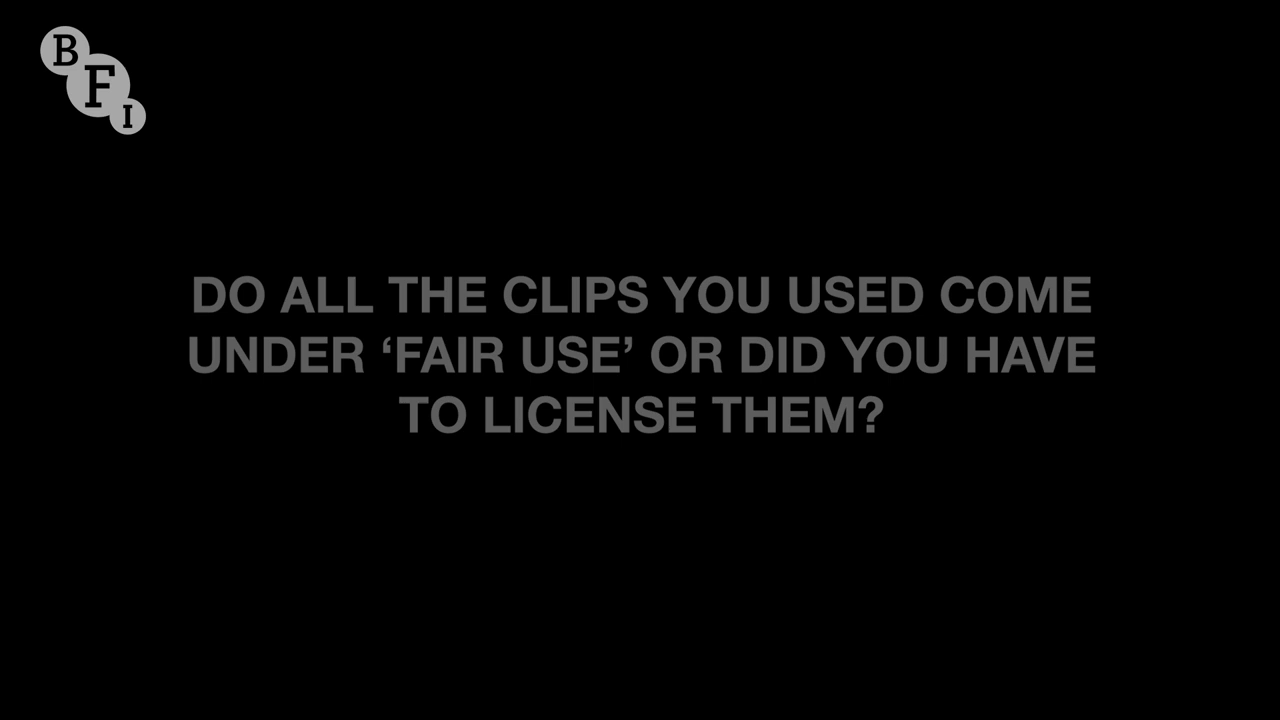 BFI
DO ALL THE CLIPS YOU USED COME
UNDER ‘FAIR USE’ OR DID YOU HAVE
TO LICENSE THEM?